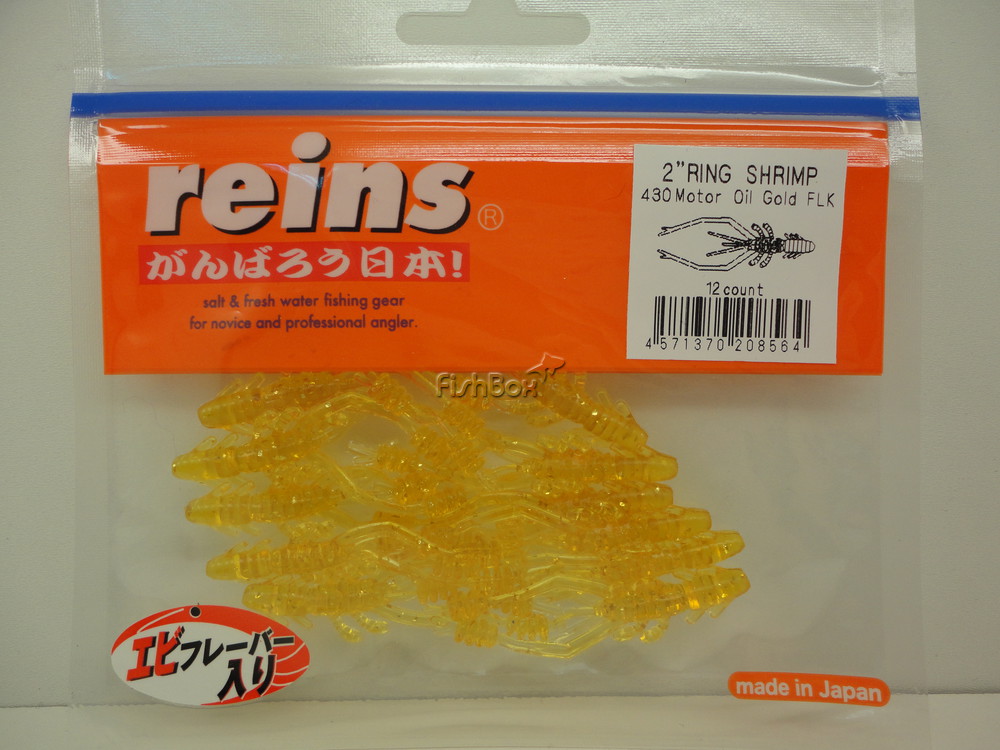 reins®
がんばろう日本!
salt & fresh water fishing gear
for novice and professional angler.
2”RING SHRIMP
430 Motor Oil Gold FLK
12 count
4 571370 208564
FishBox
エビフレーバー
入り
made in Japan